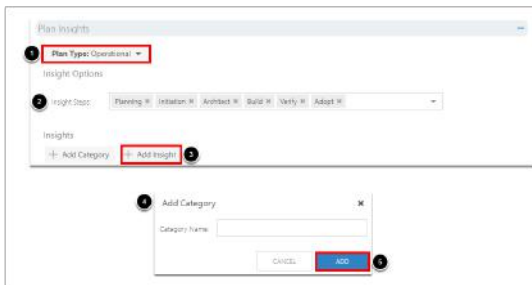 Plan Insights
1 Plan Type: Operational
Insight Options
2 Insight Steps: Planning × Initiation × Architect × Build × Verify × Adopt ×
Insights
+ Add Category + Add Insight 3
4 Add Category ×
Category Name:
CANCEL ADD 5